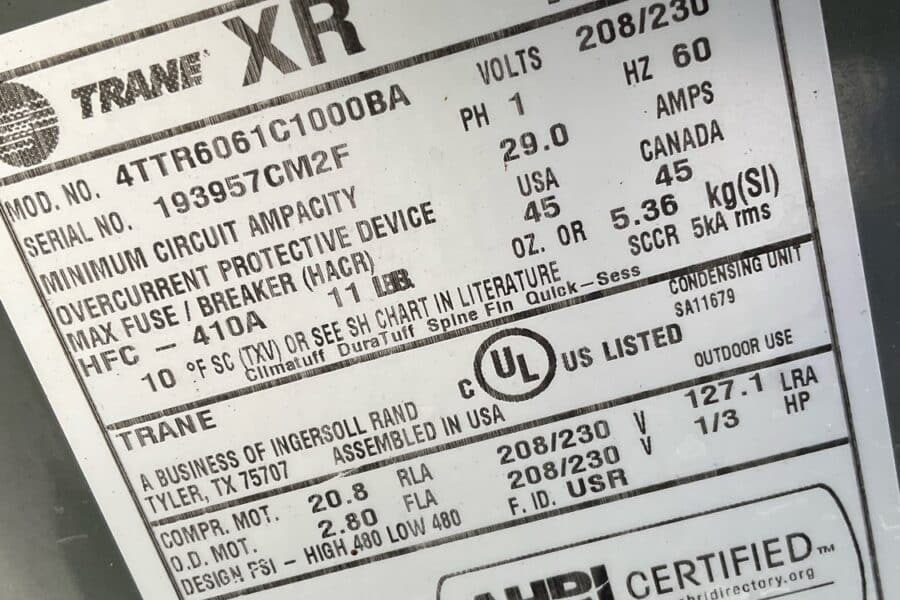 TRANE XR
MOD. NO. 4TTR6061C1000BA VOLTS 208/230
SERIAL NO. 193957CM2F PH 1 HZ 60
MINIMUM CIRCUIT AMPACITY 29.0 AMPS
OVERCURRENT PROTECTIVE DEVICE USA CANADA
MAX FUSE / BREAKER (HACR) 45 45
HFC - 410A 11 LBS OZ. OR 5.36 kg(SI)
10 °F SC (TXV) OR SEE SH CHART IN LITERATURE SCCR 5kA rms
Climatuff DuraTuff Spine Fin Quick-Sess
TRANE C UL US LISTED CONDENSING UNIT
SA11679
A BUSINESS OF INGERSOLL RAND OUTDOOR USE
TYLER, TX 75707 ASSEMBLED IN USA
COMPR. MOT. 20.8 RLA 208/230 V 127.1 LRA
O.D. MOT. 2.80 FLA 208/230 V 1/3 HP
DESIGN PSI - HIGH 480 LOW 480 F. ID. USR
AHRI CERTIFIED™